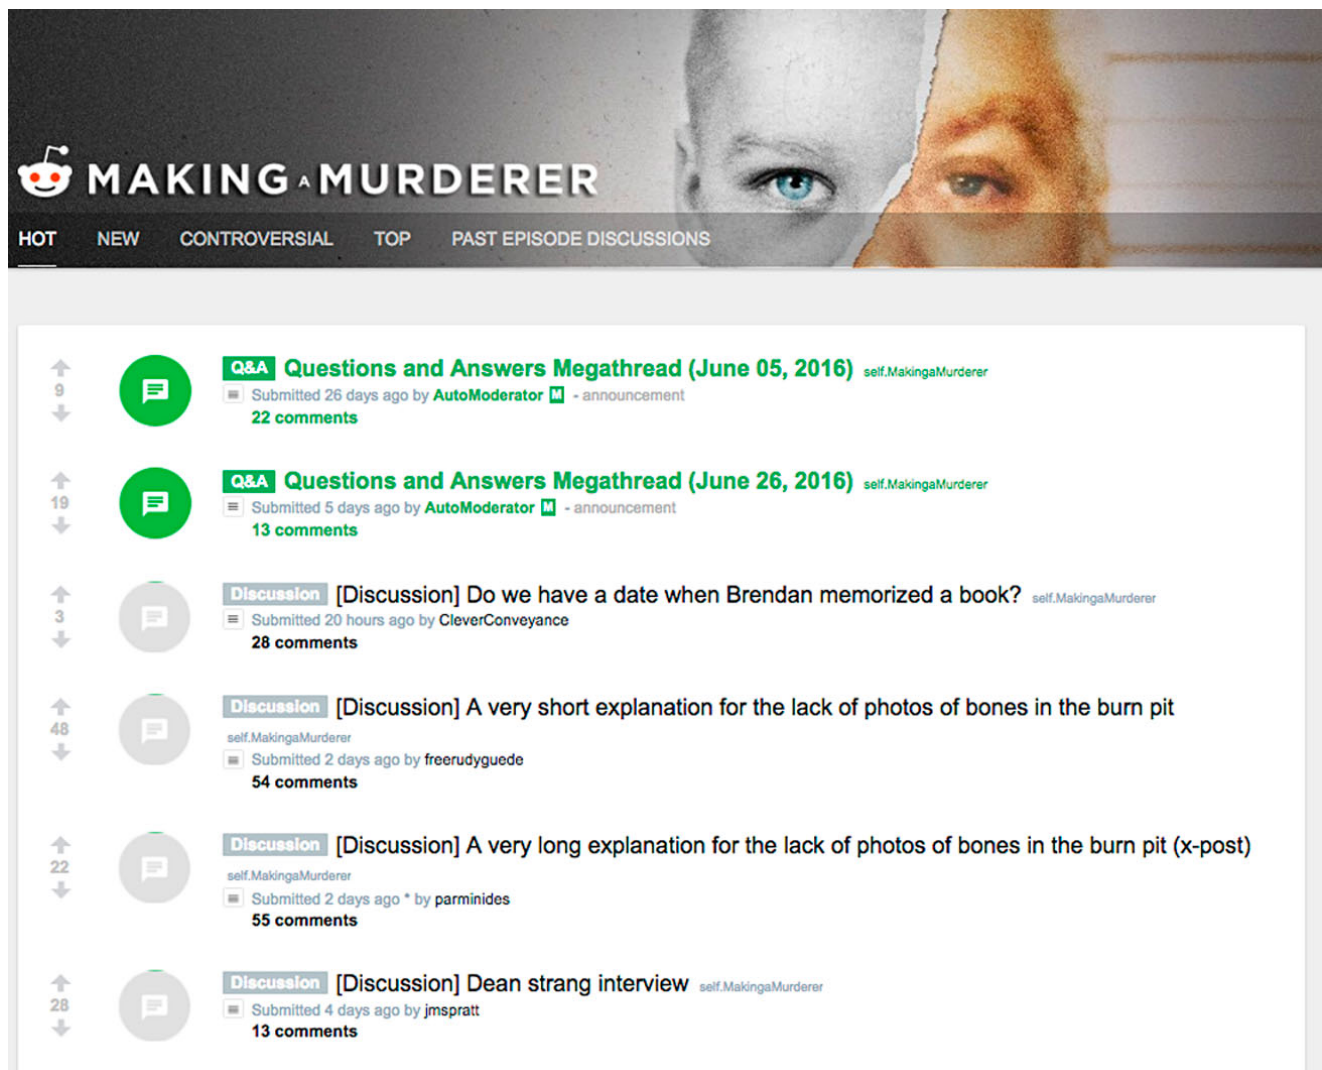 MAKING A MURDERER
HOT NEW CONTROVERSIAL TOP PAST EPISODE DISCUSSIONS
Q&A Questions and Answers Megathread (June 05, 2016) self.MakingaMurderer
9
Submitted 26 days ago by AutoModerator M - announcement
22 comments
Q&A Questions and Answers Megathread (June 26, 2016) self.MakingaMurderer
19
Submitted 5 days ago by AutoModerator M - announcement
13 comments
Discussion [Discussion] Do we have a date when Brendan memorized a book? self.MakingaMurderer
3
Submitted 20 hours ago by CleverConveyance
28 comments
Discussion [Discussion] A very short explanation for the lack of photos of bones in the burn pit
48
self.MakingaMurderer
Submitted 2 days ago by freerudyguede
54 comments
Discussion [Discussion] A very long explanation for the lack of photos of bones in the burn pit (x-post)
22
self.MakingaMurderer
Submitted 2 days ago * by parminides
55 comments
Discussion [Discussion] Dean strang interview self.MakingaMurderer
28
Submitted 4 days ago by jmspratt
13 comments